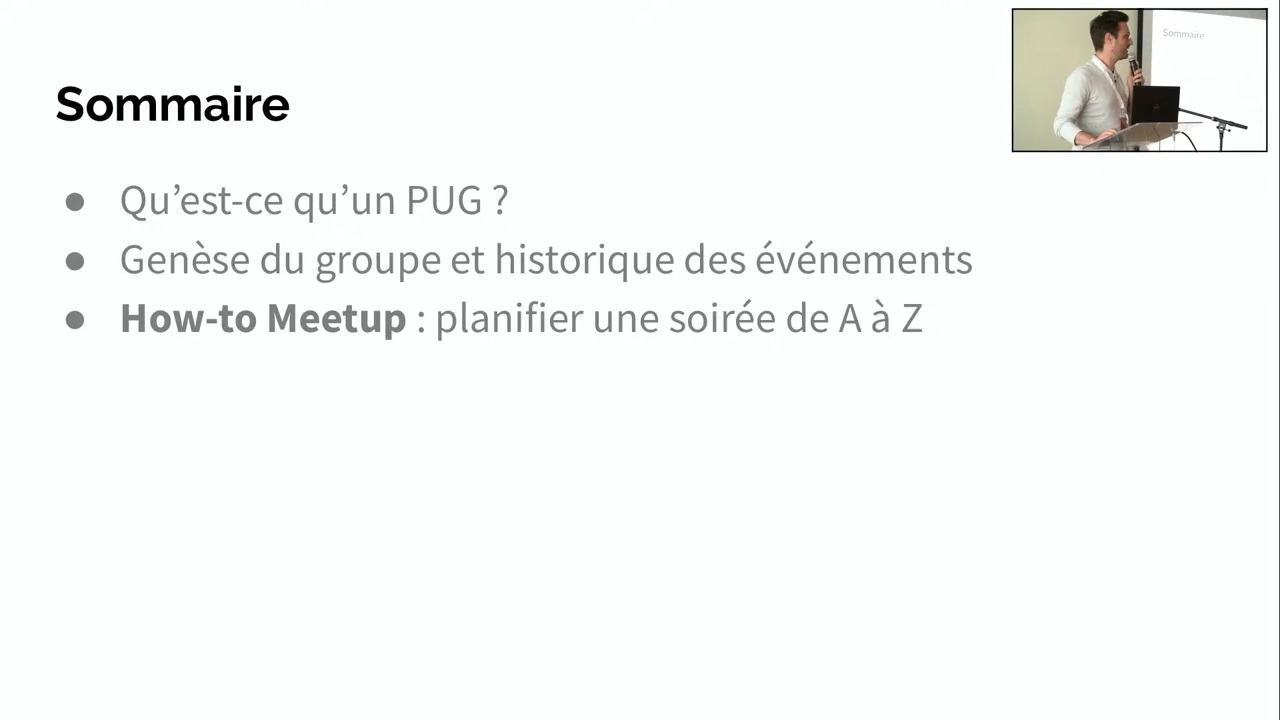 Sommaire
Qu’est-ce qu’un PUG ?
Genèse du groupe et historique des événements
How-to Meetup : planifier une soirée de A à Z
Sommaire